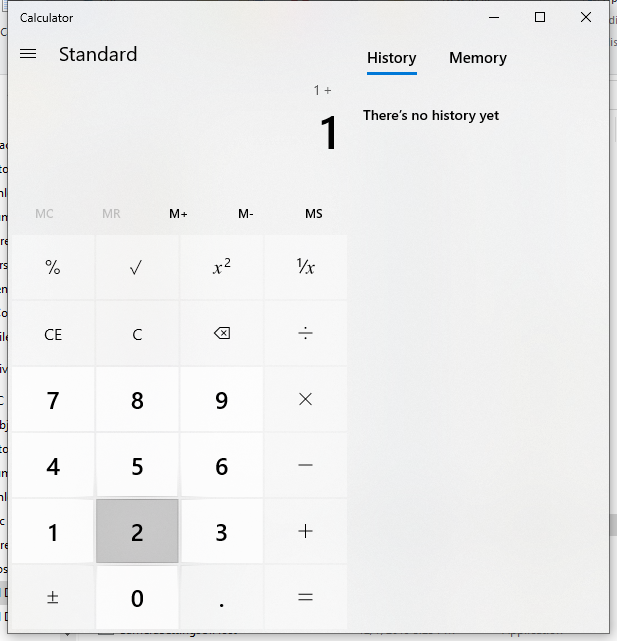 Calculator
Standard
History Memory
1 +
1
There's no history yet
MC MR M+ M- MS
% √ x² ¹/x
CE C ÷
7 8 9 ×
4 5 6 −
1 2 3 +
± 0 . =